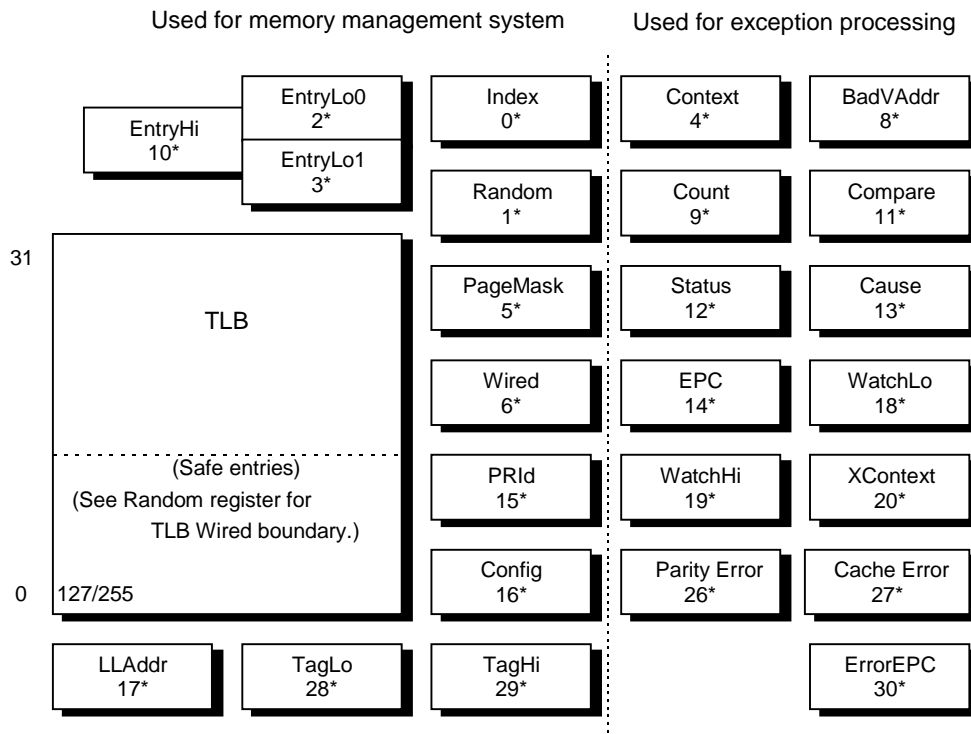 Used for memory management system
Used for exception processing
EntryHi
10*
EntryLo0
2*
EntryLo1
3*
Index
0*
Context
4*
BadVAddr
8*
Random
1*
Count
9*
Compare
11*
31
TLB
PageMask
5*
Status
12*
Cause
13*
Wired
6*
EPC
14*
WatchLo
18*
(Safe entries)
(See Random register for
TLB Wired boundary.)
PRId
15*
WatchHi
19*
XContext
20*
0
127/255
Config
16*
Parity Error
26*
Cache Error
27*
LLAddr
17*
TagLo
28*
TagHi
29*
ErrorEPC
30*